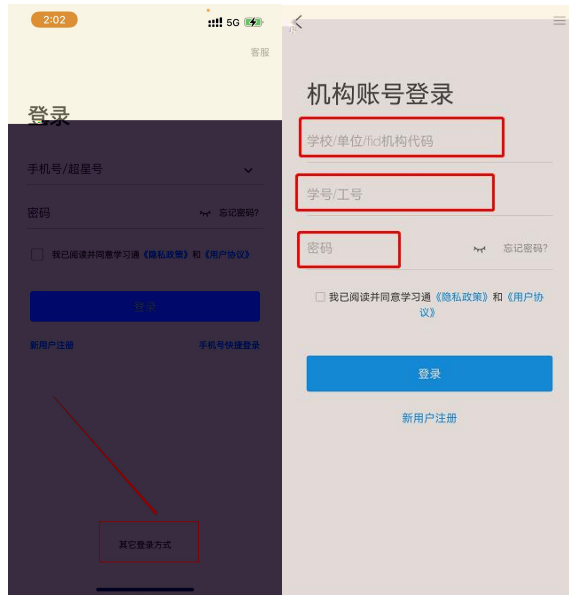 2:02
5G
客服
登录
手机号/超星号
密码
忘记密码?
我已阅读并同意学习通《隐私政策》和《用户协议》
登录
新用户注册
手机号快捷登录
其它登录方式
机构账号登录
学校/单位/fid机构代码
学号/工号
密码
忘记密码?
我已阅读并同意学习通《隐私政策》和《用户协
议》
登录
新用户注册